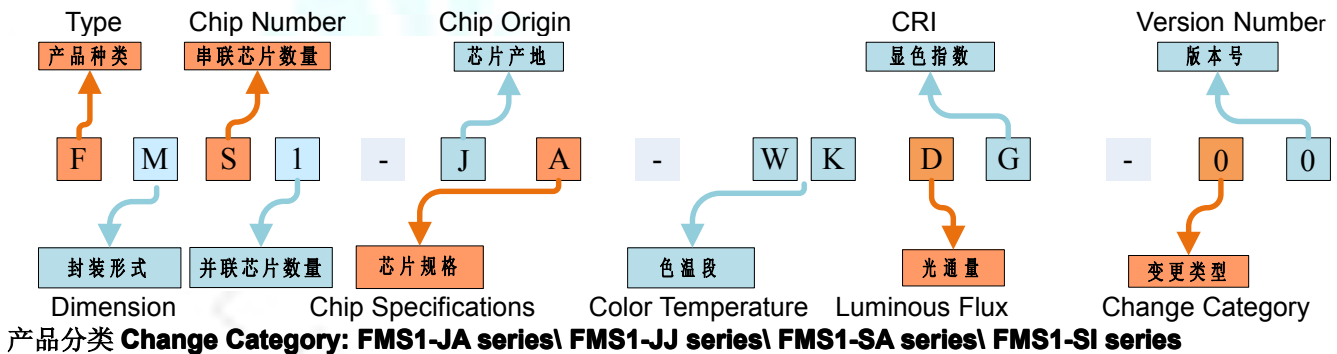 Type Chip Number Chip Origin CRI Version Number
产品种类 串联芯片数量 芯片产地 显色指数 版本号
F M S 1 - J A - W K D G - 0 0
封装形式 并联芯片数量 芯片规格 色温段 光通量 变更类型
Dimension Chip Specifications Color Temperature Luminous Flux Change Category
产品分类 Change Category: FMS1-JA series\ FMS1-JJ series\ FMS1-SA series\ FMS1-SI series